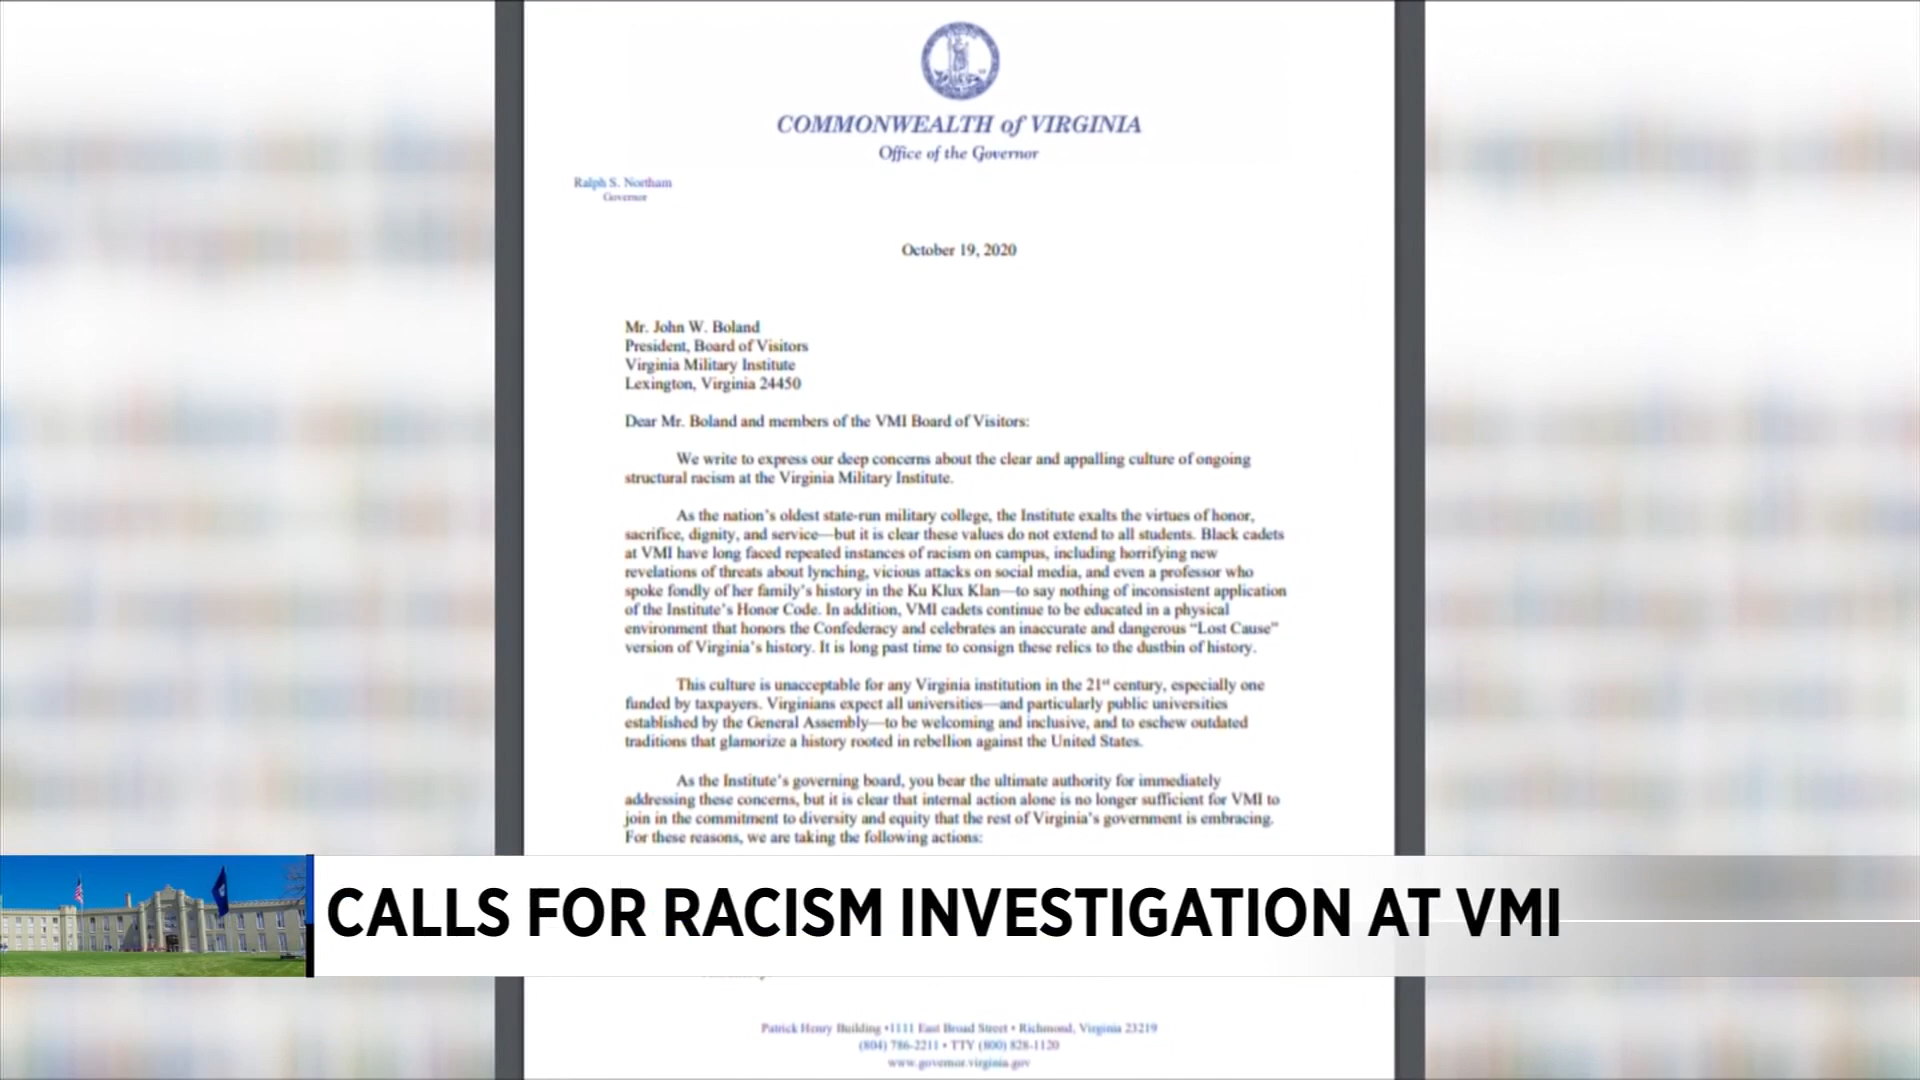 COMMONWEALTH of VIRGINIA
Office of the Governor
Ralph S. Northam
Governor
October 19, 2020
Mr. John W. Boland
President, Board of Visitors
Virginia Military Institute
Lexington, Virginia 24450
Dear Mr. Boland and members of the VMI Board of Visitors:
We write to express our deep concerns about the clear and appalling culture of ongoing
structural racism at the Virginia Military Institute.
As the nation's oldest state-run military college, the Institute exalts the virtues of honor,
sacrifice, dignity, and service—but it is clear these values do not extend to all students. Black cadets
at VMI have long faced repeated instances of racism on campus, including horrifying new
revelations of threats about lynching, vicious attacks on social media, and even a professor who
spoke fondly of her family's history in the Ku Klux Klan—to say nothing of inconsistent application
of the Institute's Honor Code. In addition, VMI cadets continue to be educated in a physical
environment that honors the Confederacy and celebrates an inaccurate and dangerous "Lost Cause"
version of Virginia's history. It is long past time to consign these relics to the dustbin of history.
This culture is unacceptable for any Virginia institution in the 21st century, especially one
funded by taxpayers. Virginians expect all universities—and particularly public universities
established by the General Assembly—to be welcoming and inclusive, and to eschew outdated
traditions that glamorize a history rooted in rebellion against the United States.
As the Institute's governing board, you bear the ultimate authority for immediately
addressing these concerns, but it is clear that internal action alone is no longer sufficient for VMI to
join in the commitment to diversity and equity that the rest of Virginia's government is embracing.
For these reasons, we are taking the following actions:
CALLS FOR RACISM INVESTIGATION AT VMI
Patrick Henry Building • 1111 East Broad Street • Richmond, Virginia 23219
(804) 786-2211 • TTY (800) 828-1120
www.governor.virginia.gov